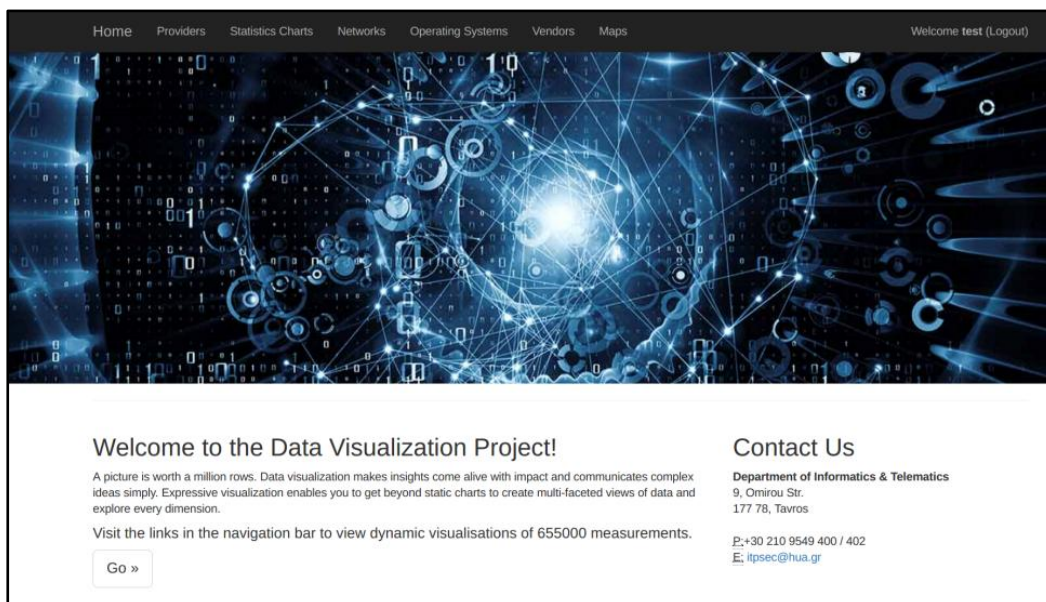 Home Providers Statistics Charts Networks Operating Systems Vendors Maps Welcome test (Logout)
Welcome to the Data Visualization Project!
A picture is worth a million rows. Data visualization makes insights come alive with impact and communicates complex
ideas simply. Expressive visualization enables you to get beyond static charts to create multi-faceted views of data and
explore every dimension.
Visit the links in the navigation bar to view dynamic visualisations of 655000 measurements.
Go »
Contact Us
Department of Informatics & Telematics
9, Omirou Str.
177 78, Tavros
P:+30 210 9549 400 / 402
E: itpsec@hua.gr